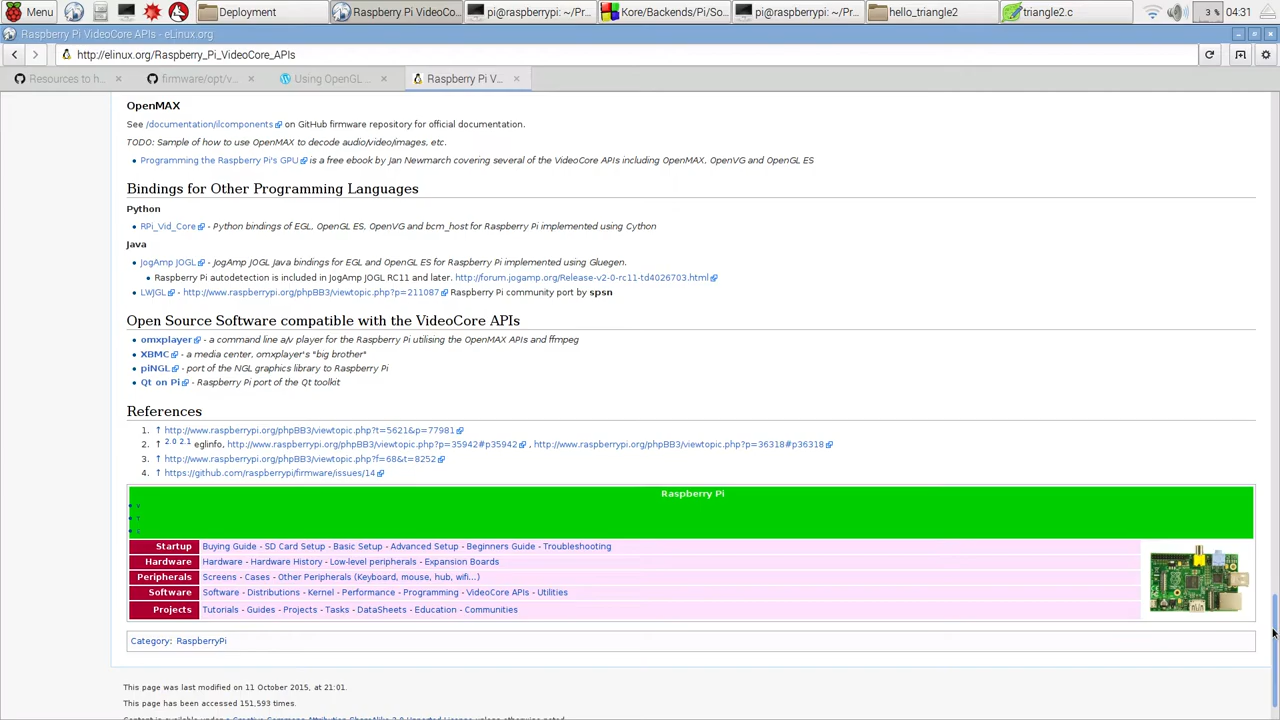 Menu Deployment Raspberry Pi VideoCo... pi@raspberrypi: ~/Pr... Kore/Backends/Pi/So... pi@raspberrypi: ~/Pr... hello_triangle2 triangle2.c 3 % 04:31
Raspberry Pi VideoCore APIs - eLinux.org
http://elinux.org/Raspberry_Pi_VideoCore_APIs
Resources to h... × firmware/opt/v... × Using OpenGL ... × Raspberry Pi V... ×
OpenMAX
See /documentation/ilcomponents on GitHub firmware repository for official documentation.
TODO: Sample of how to use OpenMAX to decode audio/video/images, etc.
• Programming the Raspberry Pi's GPU is a free ebook by Jan Newmarch covering several of the VideoCore APIs including OpenMAX, OpenVG and OpenGL ES
Bindings for Other Programming Languages
Python
• RPi_Vid_Core - Python bindings of EGL, OpenGL ES, OpenVG and bcm_host for Raspberry Pi implemented using Cython
Java
• JogAmp JOGL - JogAmp JOGL Java bindings for EGL and OpenGL ES for Raspberry Pi implemented using Gluegen.
• Raspberry Pi autodetection is included in JogAmp JOGL RC11 and later. http://forum.jogamp.org/Release-v2-0-rc11-td4026703.html
• LWJGL - http://www.raspberrypi.org/phpBB3/viewtopic.php?p=211087 Raspberry Pi community port by spsn
Open Source Software compatible with the VideoCore APIs
• omxplayer - a command line a/v player for the Raspberry Pi utilising the OpenMAX APIs and ffmpeg
• XBMC - a media center, omxplayer's "big brother"
• piNGL - port of the NGL graphics library to Raspberry Pi
• Qt on Pi - Raspberry Pi port of the Qt toolkit
References
1. ↑ http://www.raspberrypi.org/phpBB3/viewtopic.php?t=5621&p=77981
2. ↑ 2.0 2.1 eglinfo, http://www.raspberrypi.org/phpBB3/viewtopic.php?p=35942#p35942 , http://www.raspberrypi.org/phpBB3/viewtopic.php?p=36318#p36318
3. ↑ http://www.raspberrypi.org/phpBB3/viewtopic.php?f=68&t=8252
4. ↑ https://github.com/raspberrypi/firmware/issues/14
Raspberry Pi
Startup Buying Guide - SD Card Setup - Basic Setup - Advanced Setup - Beginners Guide - Troubleshooting
Hardware Hardware - Hardware History - Low-level peripherals - Expansion Boards
Peripherals Screens - Cases - Other Peripherals (Keyboard, mouse, hub, wifi...)
Software Software - Distributions - Kernel - Performance - Programming - VideoCore APIs - Utilities
Projects Tutorials - Guides - Projects - Tasks - DataSheets - Education - Communities
Category: RaspberryPi
This page was last modified on 11 October 2015, at 21:01.
This page has been accessed 151,593 times.
Content is available under a Creative Commons Attribution-ShareAlike 3.0 Unported License unless otherwise noted.